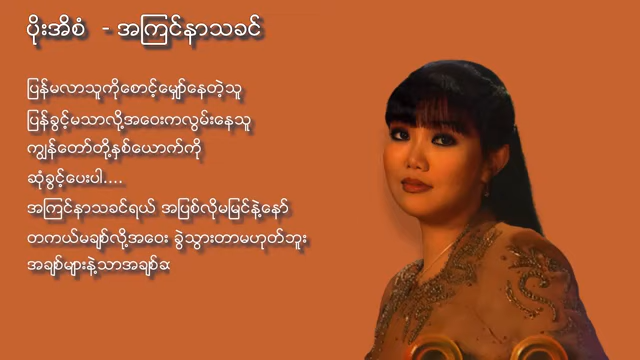 ပိုးအိစံ - အကြင်နာသခင်
ပြန်မလာသူကိုစောင့်မျှော်နေတဲ့သူ
ပြန်ခွင့်မသာလို့အဝေးကလွမ်းနေသူ
ကျွန်တော်တို့နှစ်ယောက်ကို
ဆုံခွင့်ပေးပါ....
အကြင်နာသခင်ရယ် အပြစ်လိုမမြင်နဲ့နော်
တကယ်မချစ်လို့အဝေး ခွဲသွားတာမဟုတ်ဘူး
အချစ်များနဲ့သာအချစ်ခ